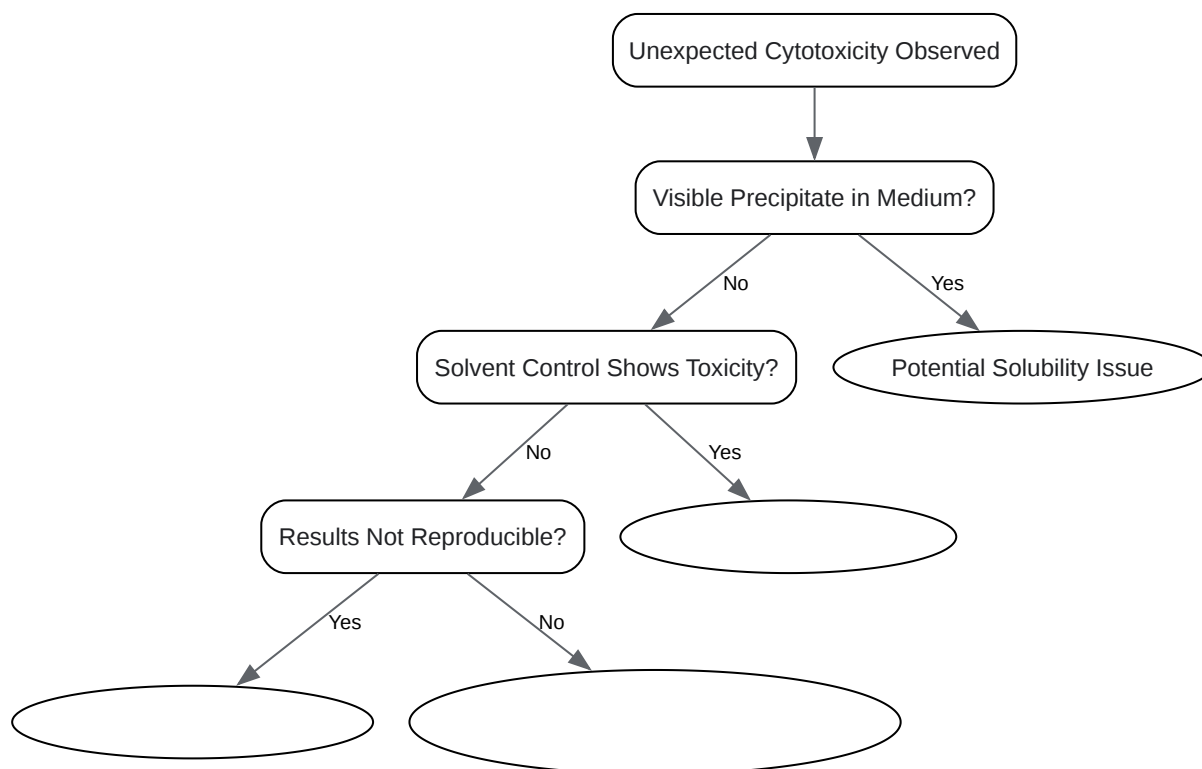 Unexpected Cytotoxicity Observed
Visible Precipitate in Medium?
No
Yes
Solvent Control Shows Toxicity?
Potential Solubility Issue
No
Yes
Results Not Reproducible?
Yes
No